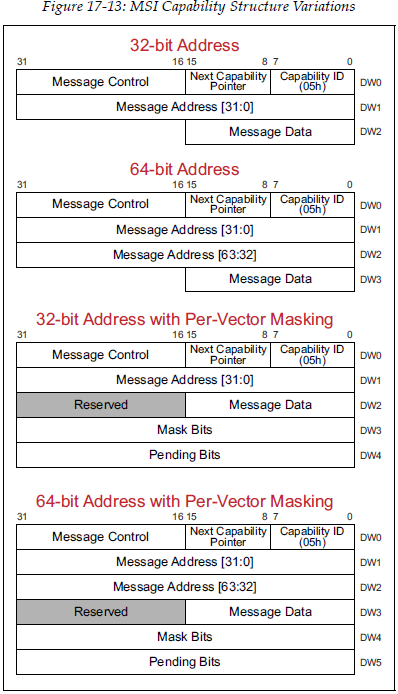 Figure 17-13: MSI Capability Structure Variations
32-bit Address
31 16 15 8 7 0
Message Control Next Capability Pointer Capability ID (05h) DW0
Message Address [31:0] DW1
Message Data DW2
64-bit Address
31 16 15 8 7 0
Message Control Next Capability Pointer Capability ID (05h) DW0
Message Address [31:0] DW1
Message Address [63:32] DW2
Message Data DW3
32-bit Address with Per-Vector Masking
31 16 15 8 7 0
Message Control Next Capability Pointer Capability ID (05h) DW0
Message Address [31:0] DW1
Reserved Message Data DW2
Mask Bits DW3
Pending Bits DW4
64-bit Address with Per-Vector Masking
31 16 15 8 7 0
Message Control Next Capability Pointer Capability ID (05h) DW0
Message Address [31:0] DW1
Message Address [63:32] DW2
Reserved Message Data DW3
Mask Bits DW4
Pending Bits DW5